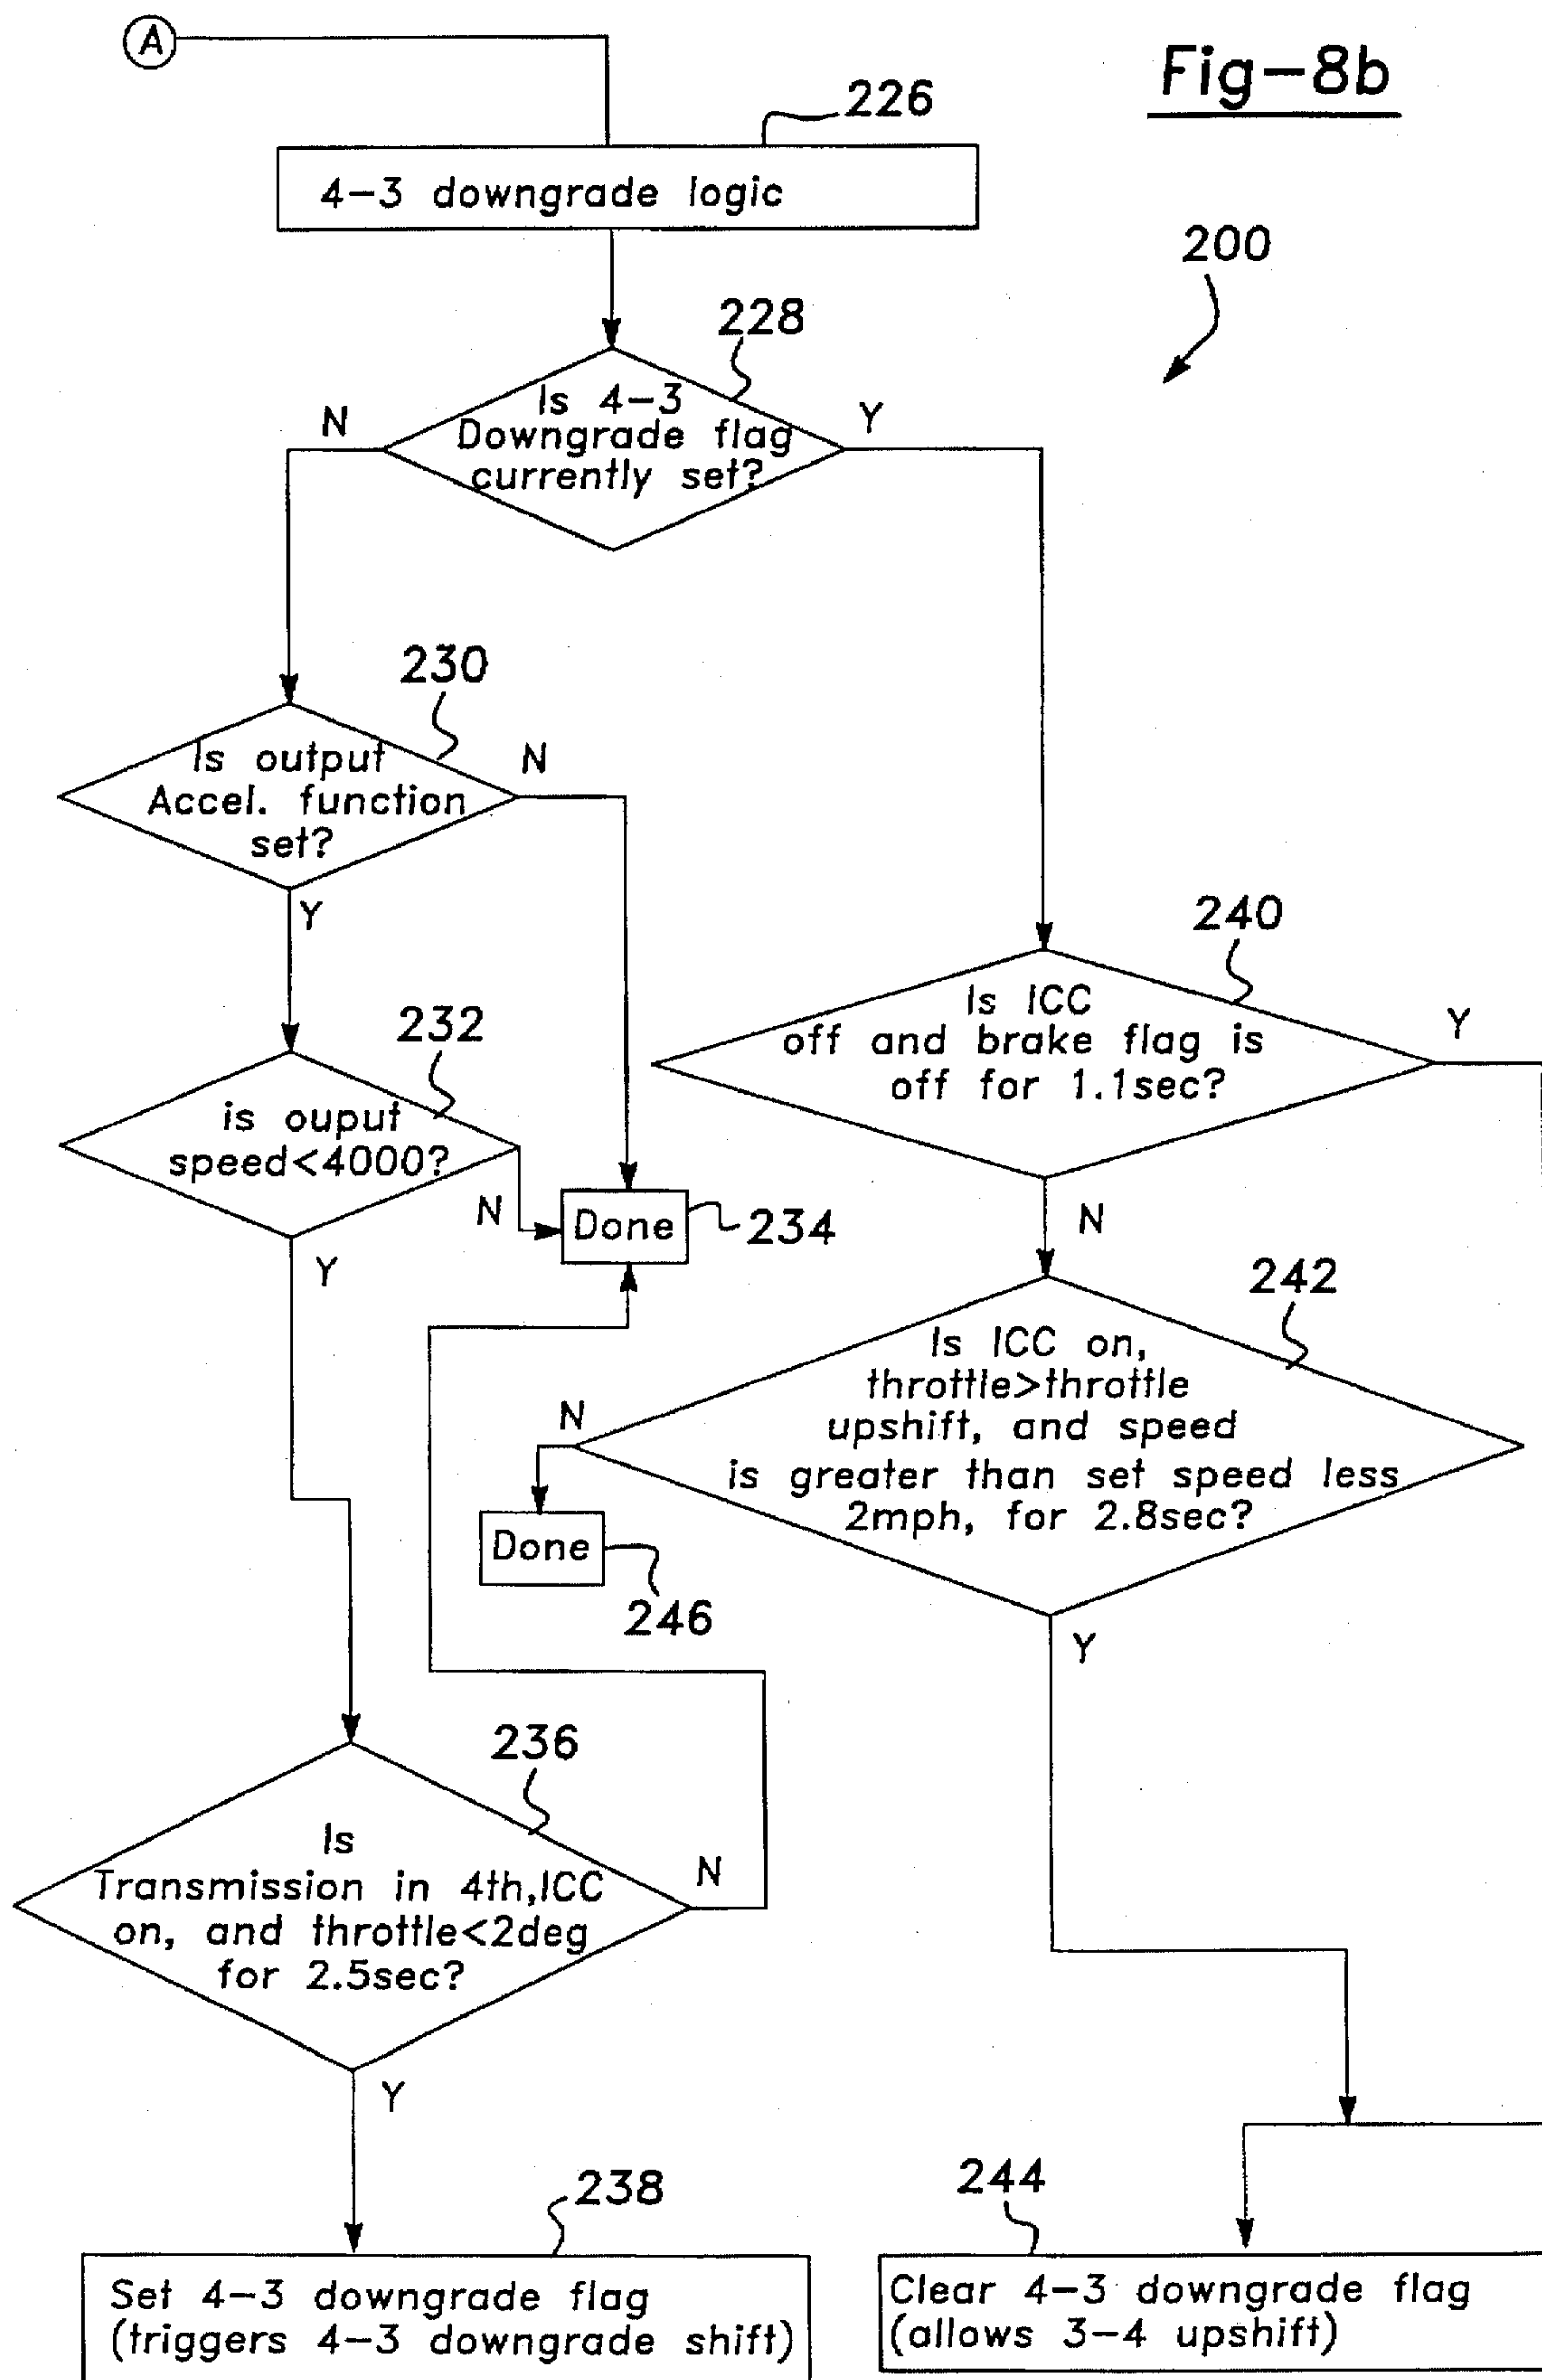 A
Fig-8b
226
4-3 downgrade logic
200
228
Is 4-3
Downgrade flag
currently set?
N
Y
230
Is output
Accel. function
set?
N
Y
240
Is ICC
off and brake flag is
off for 1.1sec?
Y
N
232
is ouput
speed<4000?
N
Y
Done
234
242
Is ICC on,
throttle>throttle
upshift, and speed
is greater than set speed less
2mph, for 2.8sec?
N
Y
Done
246
236
Is
Transmission in 4th,ICC
on, and throttle<2deg
for 2.5sec?
N
Y
238
Set 4-3 downgrade flag
(triggers 4-3 downgrade shift)
244
Clear 4-3 downgrade flag
(allows 3-4 upshift)